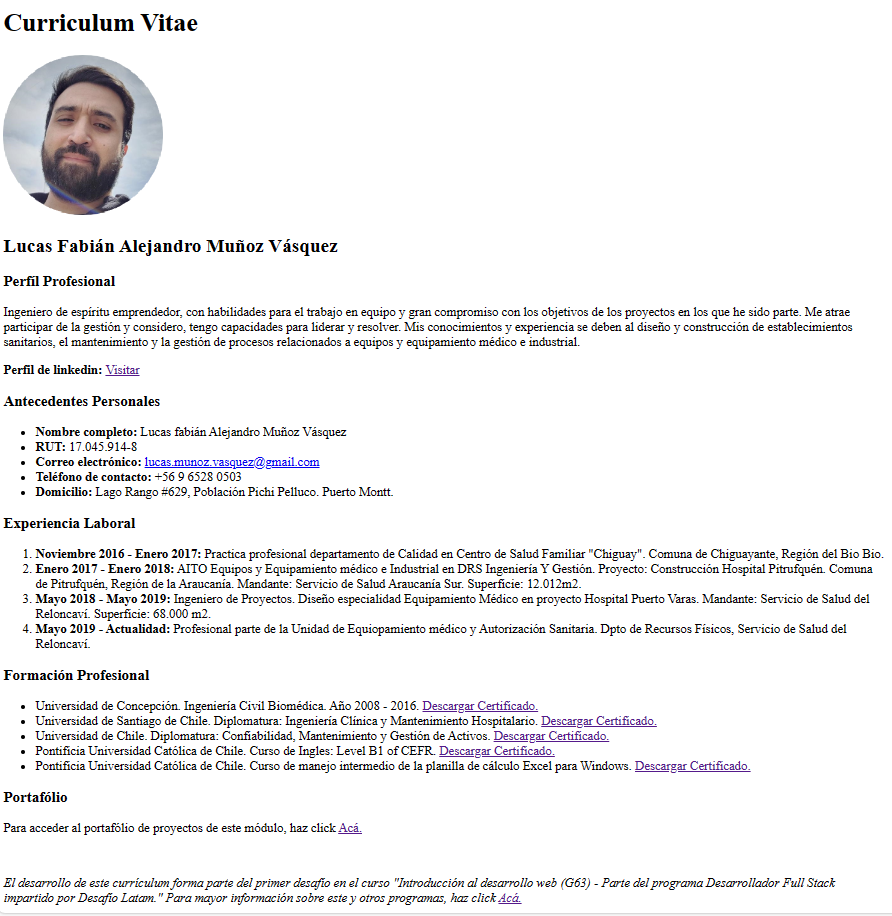 Curriculum Vitae
Lucas Fabián Alejandro Muñoz Vásquez
Perfíl Profesional
Ingeniero de espíritu emprendedor, con habilidades para el trabajo en equipo y gran compromiso con los objetivos de los proyectos en los que he sido parte. Me atrae
participar de la gestión y considero, tengo capacidades para liderar y resolver. Mis conocimientos y experiencia se deben al diseño y construcción de establecimientos
sanitarios, el mantenimiento y la gestión de procesos relacionados a equipos y equipamiento médico e industrial.
Perfil de linkedin: Visitar
Antecedentes Personales
• Nombre completo: Lucas fabián Alejandro Muñoz Vásquez
• RUT: 17.045.914-8
• Correo electrónico: lucas.munoz.vasquez@gmail.com
• Teléfono de contacto: +56 9 6528 0503
• Domicilio: Lago Rango #629, Población Pichi Pelluco. Puerto Montt.
Experiencia Laboral
1. Noviembre 2016 - Enero 2017: Practica profesional departamento de Calidad en Centro de Salud Familiar "Chiguay". Comuna de Chiguayante, Región del Bio Bio.
2. Enero 2017 - Enero 2018: AITO Equipos y Equipamiento médico e Industrial en DRS Ingeniería Y Gestión. Proyecto: Construcción Hospital Pitrufquén. Comuna
de Pitrufquén, Región de la Araucanía. Mandante: Servicio de Salud Araucanía Sur. Superficie: 12.012m2.
3. Mayo 2018 - Mayo 2019: Ingeniero de Proyectos. Diseño especialidad Equipamiento Médico en proyecto Hospital Puerto Varas. Mandante: Servicio de Salud del
Reloncaví. Superficie: 68.000 m2.
4. Mayo 2019 - Actualidad: Profesional parte de la Unidad de Equiopamiento médico y Autorización Sanitaria. Dpto de Recursos Físicos, Servicio de Salud del
Reloncaví.
Formación Profesional
• Universidad de Concepción. Ingeniería Civil Biomédica. Año 2008 - 2016. Descargar Certificado.
• Universidad de Santiago de Chile. Diplomatura: Ingeniería Clínica y Mantenimiento Hospitalario. Descargar Certificado.
• Universidad de Chile. Diplomatura: Confiabilidad, Mantenimiento y Gestión de Activos. Descargar Certificado.
• Pontificia Universidad Católica de Chile. Curso de Ingles: Level B1 of CEFR. Descargar Certificado.
• Pontificia Universidad Católica de Chile. Curso de manejo intermedio de la planilla de cálculo Excel para Windows. Descargar Certificado.
Portafólio
Para acceder al portafólio de proyectos de este módulo, haz click Acá.
El desarrollo de este currículum forma parte del primer desafío en el curso "Introducción al desarrollo web (G63) - Parte del programa Desarrollador Full Stack
impartido por Desafío Latam." Para mayor información sobre este y otros programas, haz click Acá.